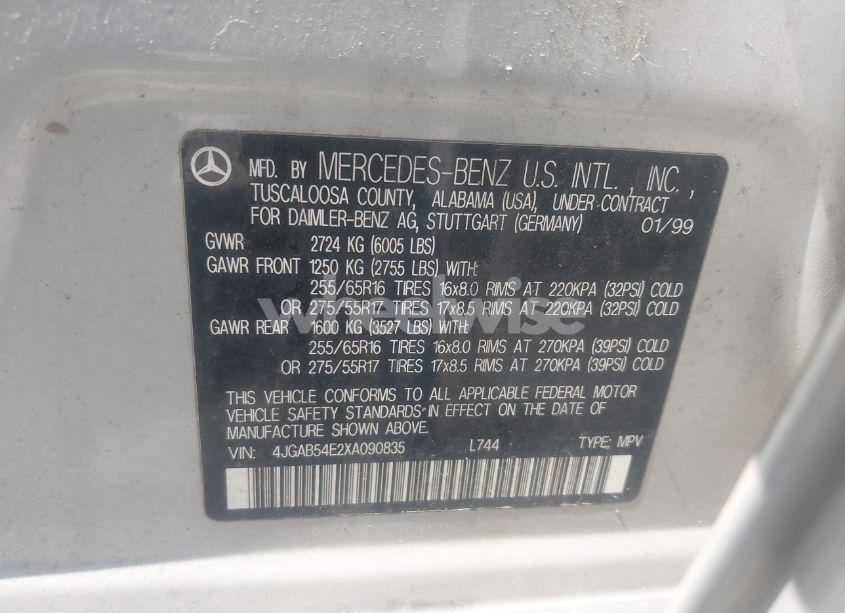 MFD. BY MERCEDES-BENZ U.S. INTL., INC.,
TUSCALOOSA COUNTY, ALABAMA (USA), UNDER CONTRACT
FOR DAIMLER-BENZ AG, STUTTGART (GERMANY) 01/99
GVWR 2724 KG (6005 LBS)
GAWR FRONT 1250 KG (2755 LBS) WITH:
255/65R16 TIRES 16x8.0 RIMS AT 220KPA (32PSI) COLD
OR 275/55R17 TIRES 17x8.5 RIMS AT 220KPA (32PSI) COLD
GAWR REAR 1600 KG (3527 LBS) WITH:
255/65R16 TIRES 16x8.0 RIMS AT 270KPA (39PSI) COLD
OR 275/55R17 TIRES 17x8.5 RIMS AT 270KPA (39PSI) COLD
THIS VEHICLE CONFORMS TO ALL APPLICABLE FEDERAL MOTOR
VEHICLE SAFETY STANDARDS IN EFFECT ON THE DATE OF
MANUFACTURE SHOWN ABOVE.
VIN: 4JGAB54E2XA090835 L744 TYPE: MPV
wheelwise